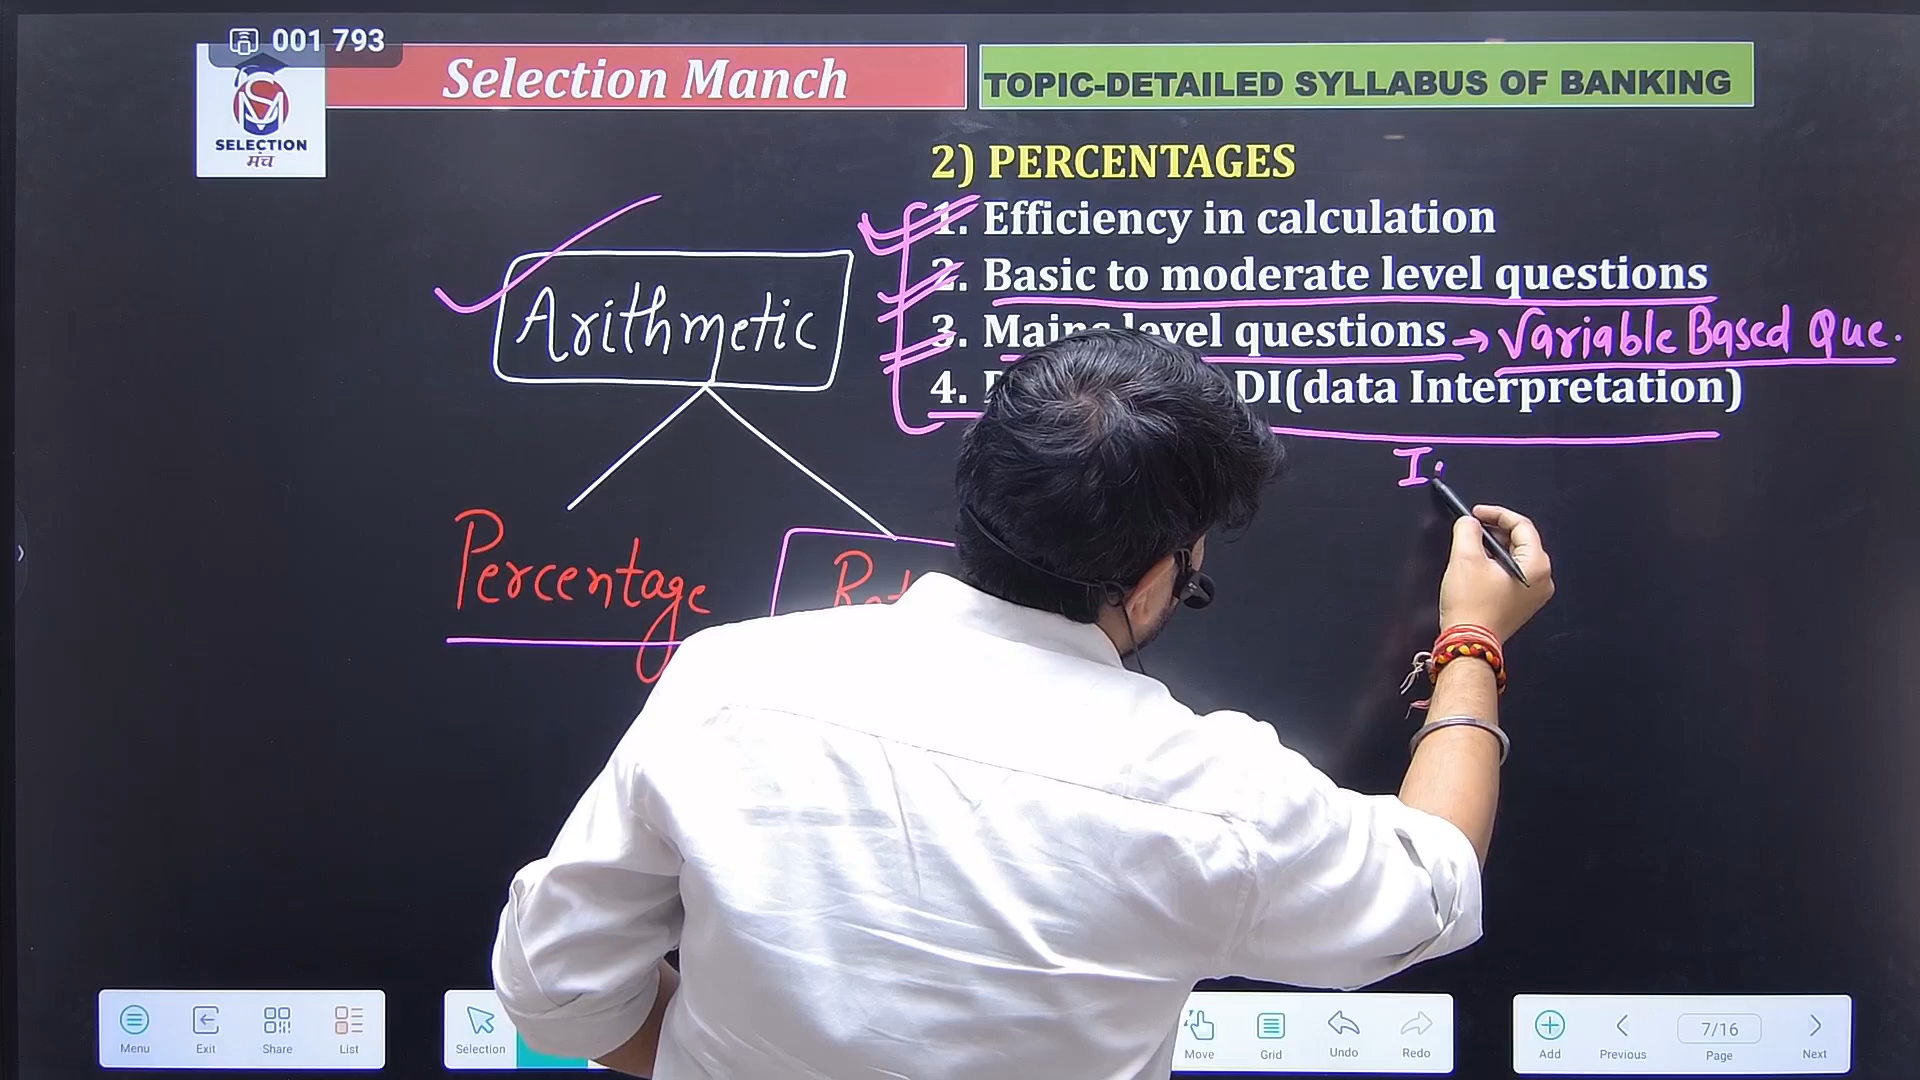 001 793
Selection Manch
TOPIC-DETAILED SYLLABUS OF BANKING
SELECTION
मंच
2) PERCENTAGES
1. Efficiency in calculation
2. Basic to moderate level questions
3. Mains level questions → Variable Based Que.
4. DI(data Interpretation)
I
Arithmetic
Percentage
Menu
Exit
Share
List
Selection
Move
Grid
Undo
Redo
Add
Previous
7/16
Page
Next